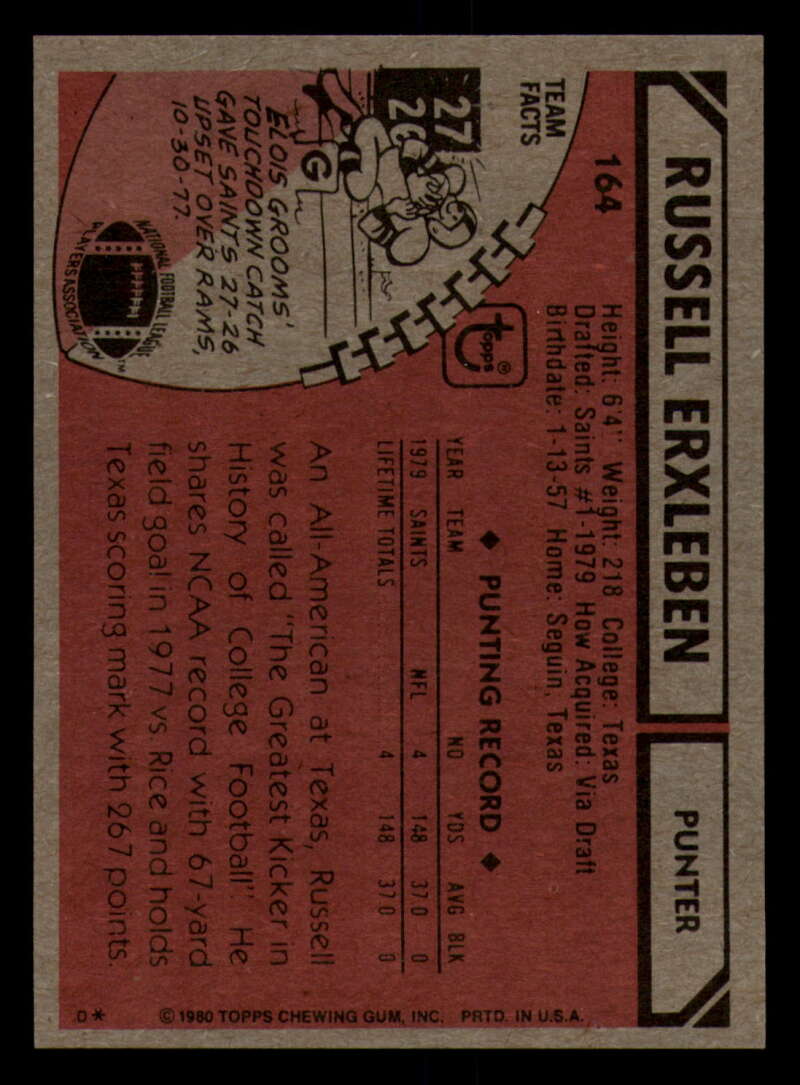 RUSSELL ERXLEBEN
PUNTER
164
Height: 6'4" Weight: 218 College: Texas
Drafted: Saints #1-1979 How Acquired: Via Draft
Birthdate: 1-13-57 Home: Seguin, Texas
TEAM
FACTS
27
26
G
ELOIS GROOMS'
TOUCHDOWN CATCH
GAVE SAINTS 27-26
UPSET OVER RAMS,
10-30-77.
NATIONAL FOOTBALL LEAGUE
PLAYERS ASSOCIATION
TM
topps®
◆ PUNTING RECORD ◆
YEAR TEAM NO YDS AVG BLK
1979 SAINTS NFL 4 148 37.0 0
LIFETIME TOTALS 4 148 37.0 0
An All-American at Texas, Russell
was called "The Greatest Kicker in
History of College Football". He
shares NCAA record with 67-yard
field goal in 1977 vs. Rice and holds
Texas scoring mark with 267 points.
D* © 1980 TOPPS CHEWING GUM, INC. PRTD. IN U.S.A.